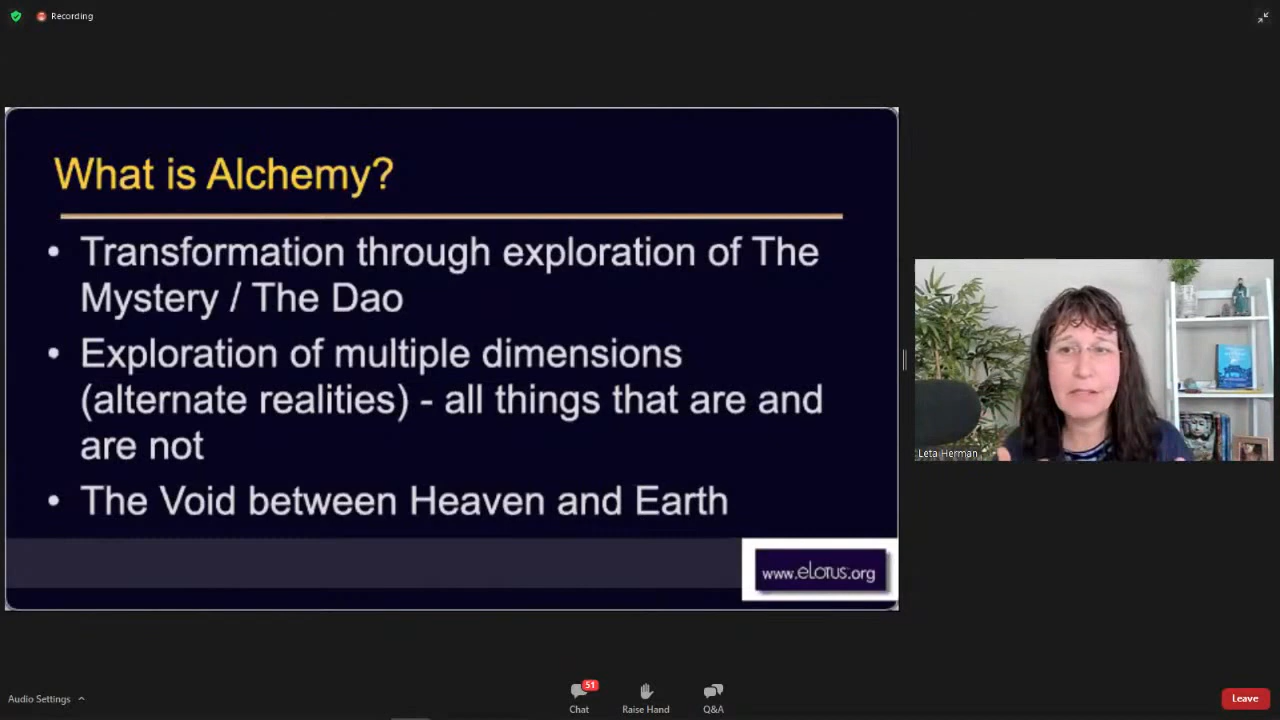 Recording
What is Alchemy?
• Transformation through exploration of The
Mystery / The Dao
• Exploration of multiple dimensions
(alternate realities) - all things that are and
are not
• The Void between Heaven and Earth
www.eLotus.org
Leta Herman
Audio Settings
51
Chat
Raise Hand
Q&A
Leave